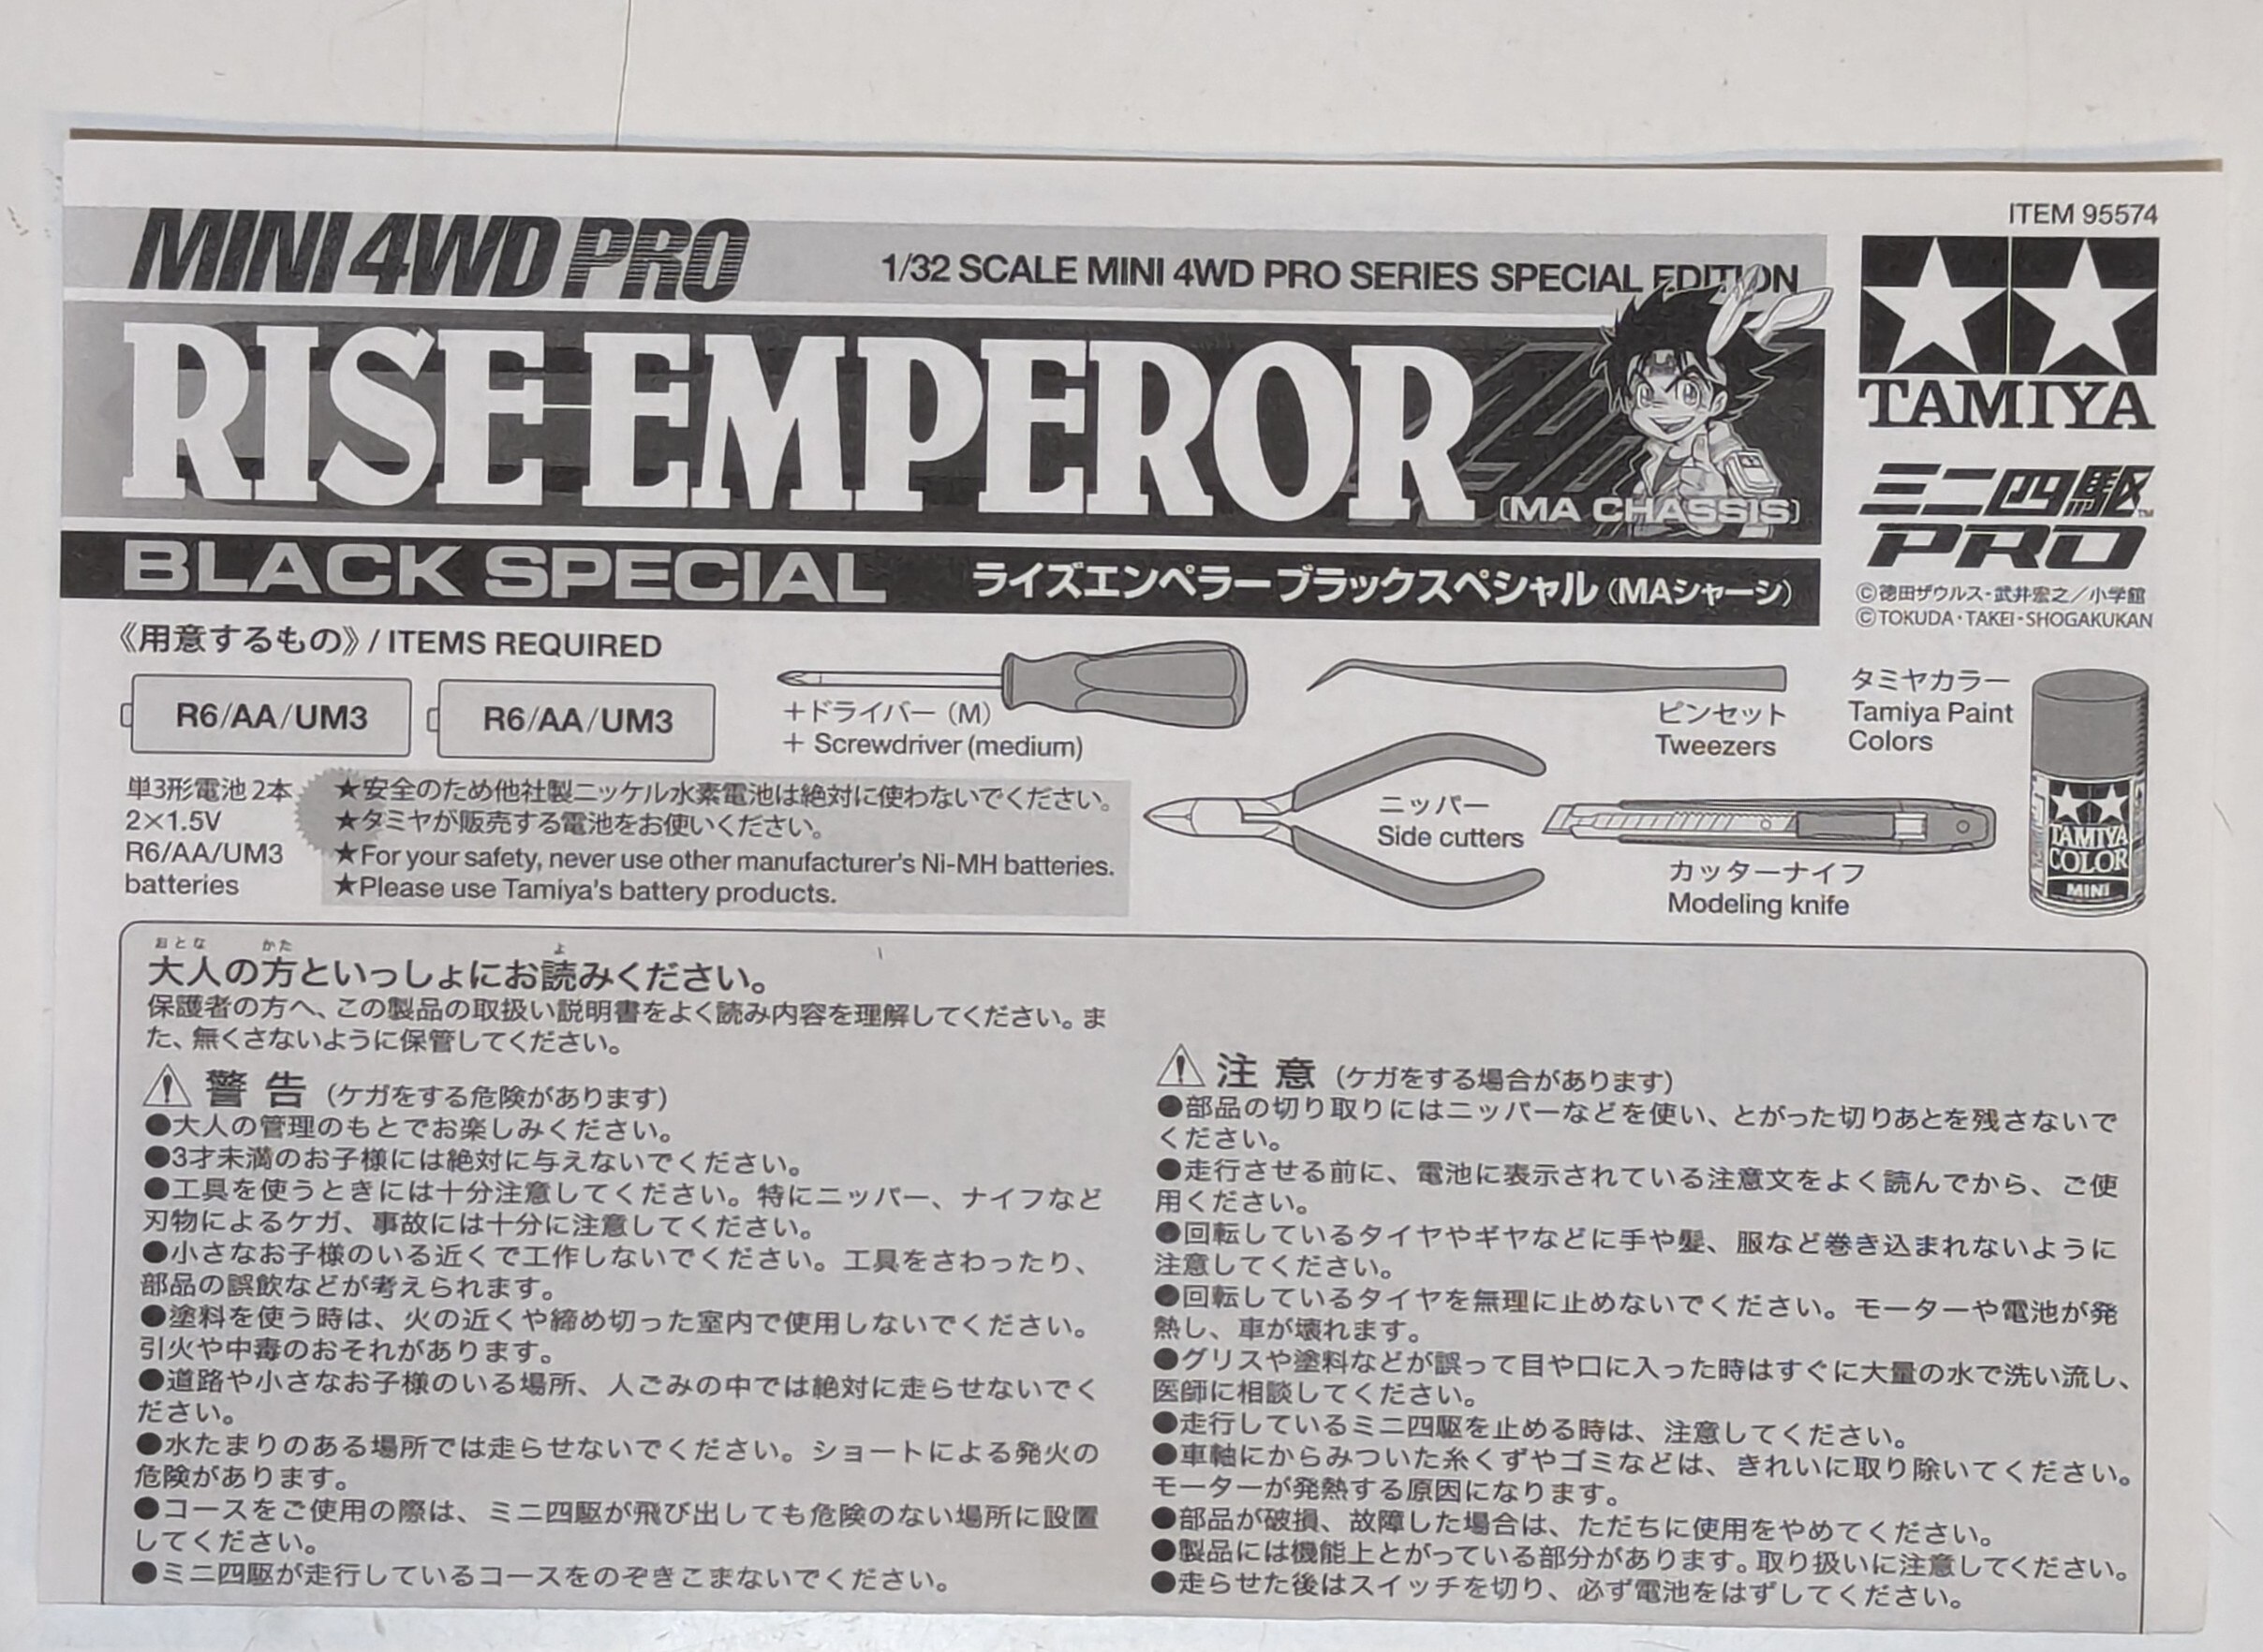 ITEM 95574
MINI 4WD PRO
1/32 SCALE MINI 4WD PRO SERIES SPECIAL EDITION
RISE-EMPEROR
(MA CHASSIS)
BLACK SPECIAL
ライズエンペラー ブラックスペシャル(MAシャーシ)
TAMIYA
ミニ四駆™
PRO
©徳田ザウルス-武井宏之/小学館
©TOKUDA・TAKEI-SHOGAKUKAN
《用意するもの》/ ITEMS REQUIRED
R6/AA/UM3
R6/AA/UM3
単3形電池2本
2×1.5V
R6/AA/UM3
batteries
★安全のため他社製ニッケル水素電池は絶対に使わないでください。
★タミヤが販売する電池をお使いください。
★For your safety, never use other manufacturer's Ni-MH batteries.
★Please use Tamiya's battery products.
+ドライバー(M)
+ Screwdriver (medium)
ピンセット
Tweezers
ニッパー
Side cutters
カッターナイフ
Modeling knife
タミヤカラー
Tamiya Paint
Colors
TAMIYA
COLOR
MINI
おとな かた よ
大人の方といっしょにお読みください。
保護者の方へ、この製品の取扱い説明書をよく読み内容を理解してください。ま
た、無くさないように保管してください。
⚠ 警告 (ケガをする危険があります)
●大人の管理のもとでお楽しみください。
●3才未満のお子様には絶対に与えないでください。
●工具を使うときには十分注意してください。特にニッパー、ナイフなど
刃物によるケガ、事故には十分に注意してください。
●小さなお子様のいる近くで工作しないでください。工具をさわったり、
部品の誤飲などが考えられます。
●塗料を使う時は、火の近くや締め切った室内で使用しないでください。
引火や中毒のおそれがあります。
●道路や小さなお子様のいる場所、人ごみの中では絶対に走らせないでく
ださい。
●水たまりのある場所では走らせないでください。ショートによる発火の
危険があります。
●コースをご使用の際は、ミニ四駆が飛び出しても危険のない場所に設置
してください。
●ミニ四駆が走行しているコースをのぞきこまないでください。
⚠ 注意 (ケガをする場合があります)
●部品の切り取りにはニッパーなどを使い、とがった切りあとを残さないで
ください。
●走行させる前に、電池に表示されている注意文をよく読んでから、ご使
用ください。
●回転しているタイヤやギヤなどに手や髪、服など巻き込まれないように
注意してください。
●回転しているタイヤを無理に止めないでください。モーターや電池が発
熱し、車が壊れます。
●グリスや塗料などが誤って目や口に入った時はすぐに大量の水で洗い流し、
医師に相談してください。
●走行しているミニ四駆を止める時は、注意してください。
●車軸にからみついた糸くずやゴミなどは、きれいに取り除いてください。
モーターが発熱する原因になります。
●部品が破損、故障した場合は、ただちに使用をやめてください。
●製品には機能上とがっている部分があります。取り扱いに注意してください。
●走らせた後はスイッチを切り、必ず電池をはずしてください。